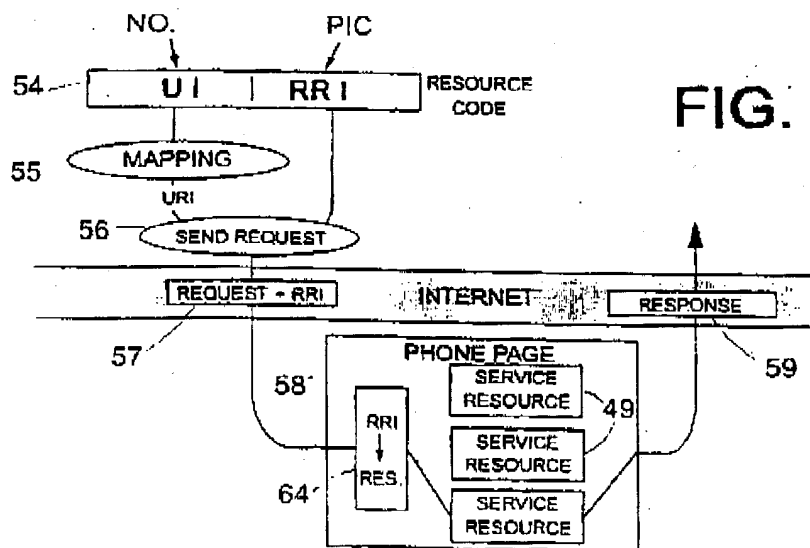 NO.
PIC
54
UI | RRI
RESOURCE
CODE
FIG.
55
MAPPING
URI
56
SEND REQUEST
REQUEST + RRI
INTERNET
RESPONSE
57
59
PHONE PAGE
58
SERVICE
RESOURCE
49
RRI
RES.
64
SERVICE
RESOURCE
SERVICE
RESOURCE